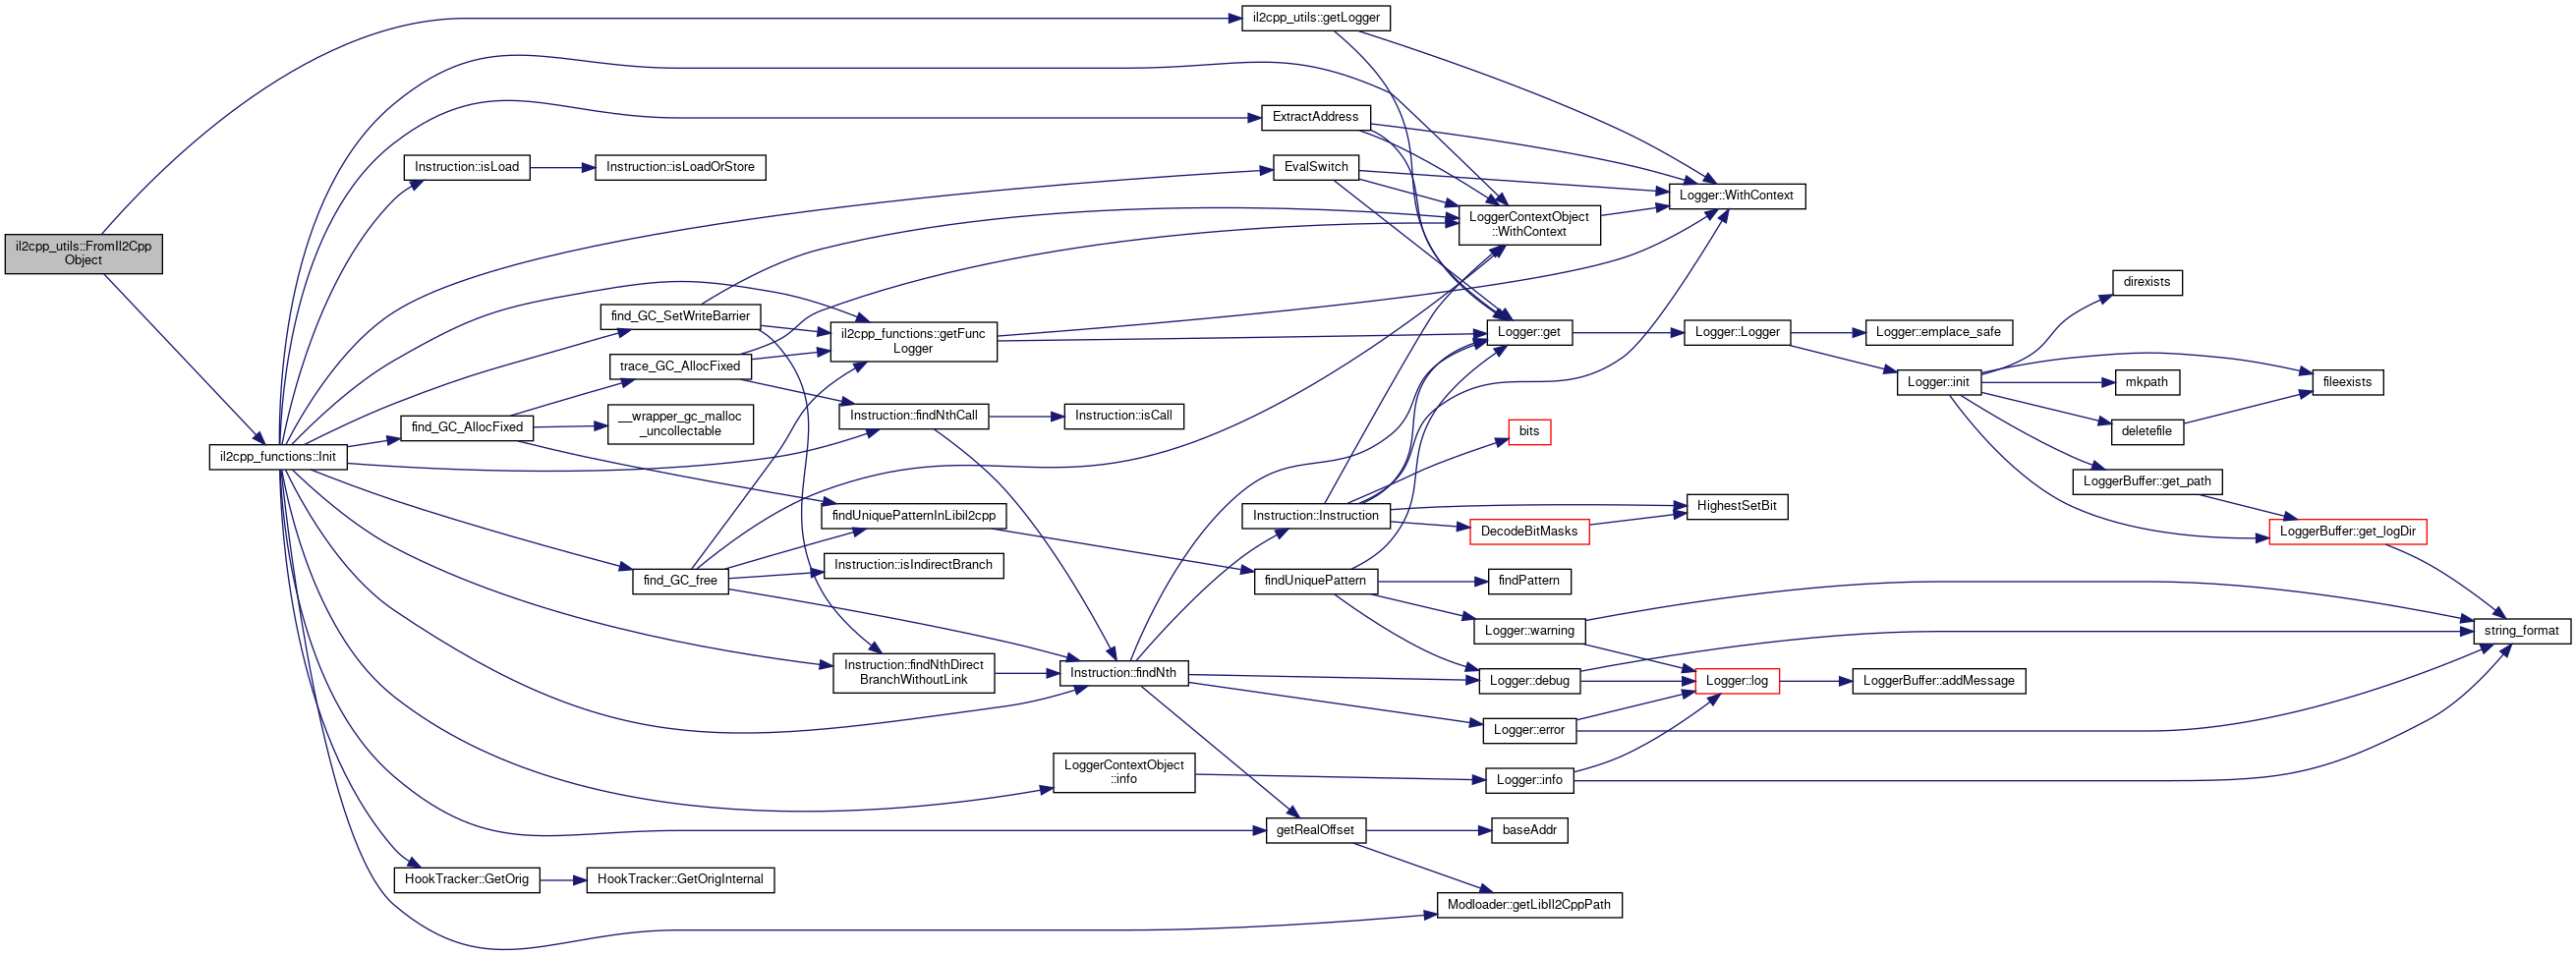 il2cpp_utils::FromIl2Cpp
Object
il2cpp_utils::getLogger
il2cpp_functions::Init
ExtractAddress
Instruction::isLoad
Instruction::isLoadOrStore
EvalSwitch
Logger::WithContext
LoggerContextObject
::WithContext
find_GC_SetWriteBarrier
il2cpp_functions::getFunc
Logger
trace_GC_AllocFixed
find_GC_AllocFixed
__wrapper_gc_malloc
_uncollectable
Instruction::findNthCall
Instruction::isCall
Logger::get
Logger::Logger
Logger::emplace_safe
Logger::init
direxists
mkpath
fileexists
deletefile
LoggerBuffer::get_path
LoggerBuffer::get_logDir
string_format
bits
Instruction::Instruction
HighestSetBit
DecodeBitMasks
findUniquePatternInLibil2cpp
Instruction::isIndirectBranch
find_GC_free
findUniquePattern
findPattern
Logger::warning
Logger::debug
Logger::log
LoggerBuffer::addMessage
Instruction::findNthDirect
BranchWithoutLink
Instruction::findNth
Logger::error
LoggerContextObject
::info
Logger::info
getRealOffset
baseAddr
HookTracker::GetOrig
HookTracker::GetOrigInternal
Modloader::getLibIl2CppPath